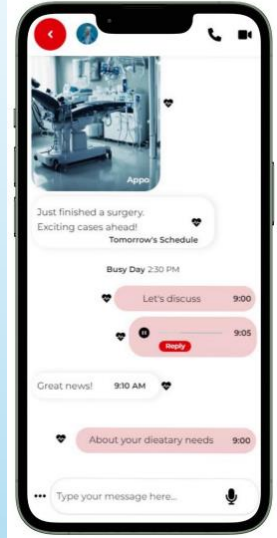 Appo
Just finished a surgery.
Exciting cases ahead!
Tomorrow's Schedule
Busy Day 2:30 PM
Let's discuss 9:00
9:05
Reply
Great news! 9:10 AM
About your dieatary needs 9:00
Type your message here...